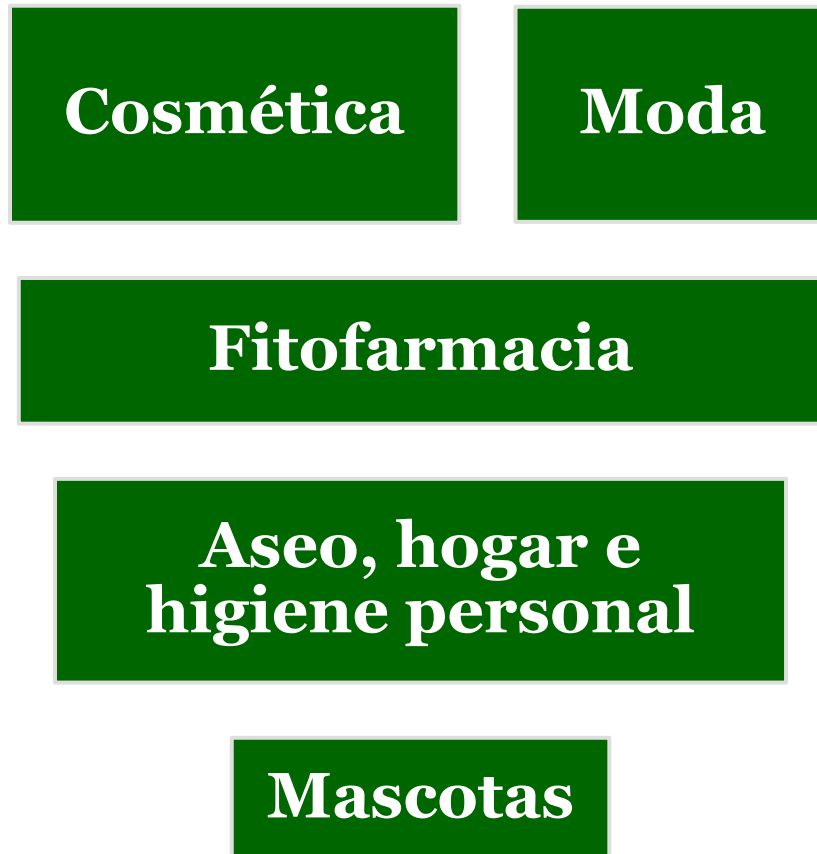 Cosmética
Moda
Fitofarmacia
Aseo, hogar e
higiene personal
Mascotas